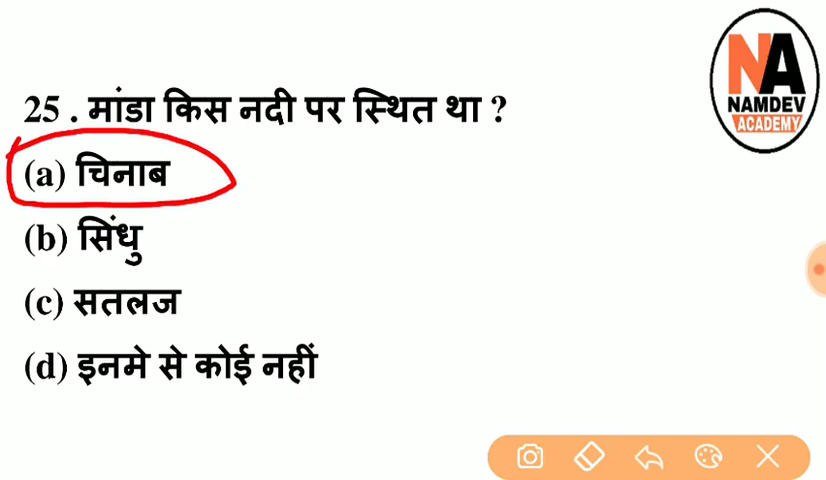 NA
NAMDEV
ACADEMY
25 . मांडा किस नदी पर स्थित था ?
(a) चिनाब
(b) सिंधु
(c) सतलज
(d) इनमे से कोई नहीं